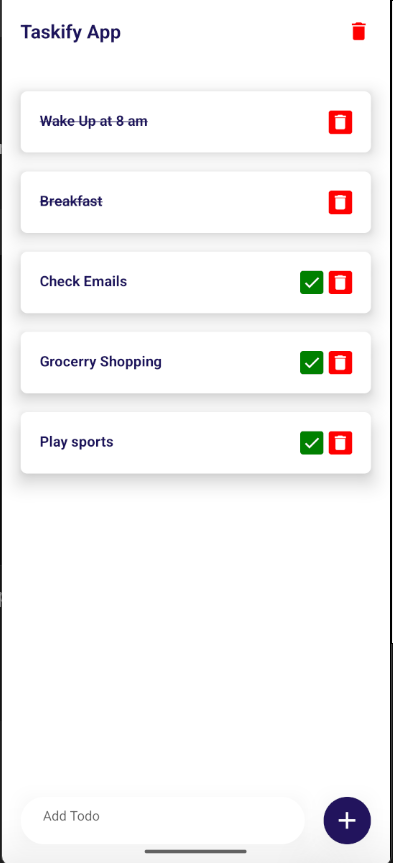 Taskify App
Wake Up at 8 am
Breakfast
Check Emails
Grocerry Shopping
Play sports
Add Todo